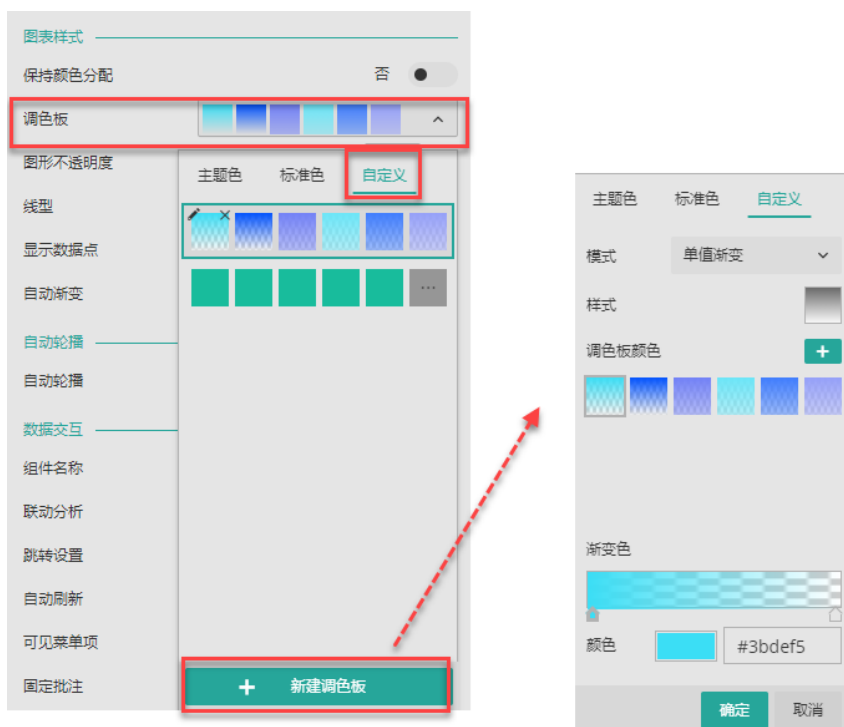 图表样式
保持颜色分配 否
调色板
图形不透明度
线型
显示数据点
自动渐变
自动轮播
自动轮播
数据交互
组件名称
联动分析
跳转设置
自动刷新
可见菜单项
固定批注
主题色 标准色 自定义
...
+ 新建调色板
主题色 标准色 自定义
模式 单值渐变
样式
调色板颜色 +
渐变色
颜色 #3bdef5
确定 取消